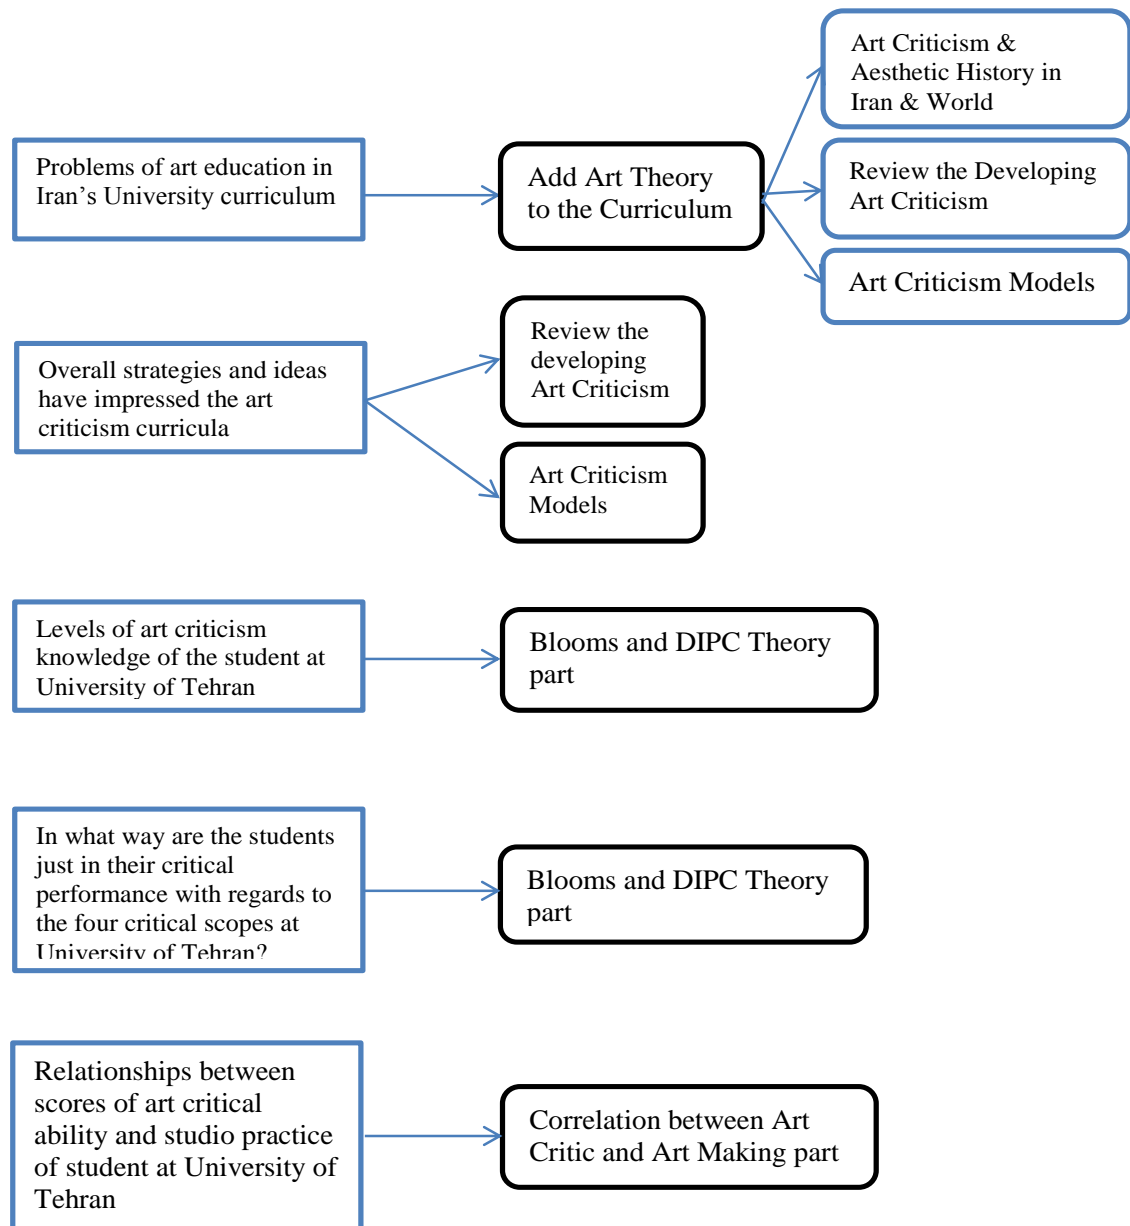 Art Criticism &
Aesthetic History in
Iran & World
Problems of art education in
Iran’s University curriculum
Add Art Theory
to the Curriculum
Review the Developing
Art Criticism
Art Criticism Models
Overall strategies and ideas
have impressed the art
criticism curricula
Review the
developing
Art Criticism
Art Criticism
Models
Levels of art criticism
knowledge of the student at
University of Tehran
Blooms and DIPC Theory
part
In what way are the students
just in their critical
performance with regards to
the four critical scopes at
University of Tehran?
Blooms and DIPC Theory
part
Relationships between
scores of art critical
ability and studio practice
of student at University of
Tehran
Correlation between Art
Critic and Art Making part